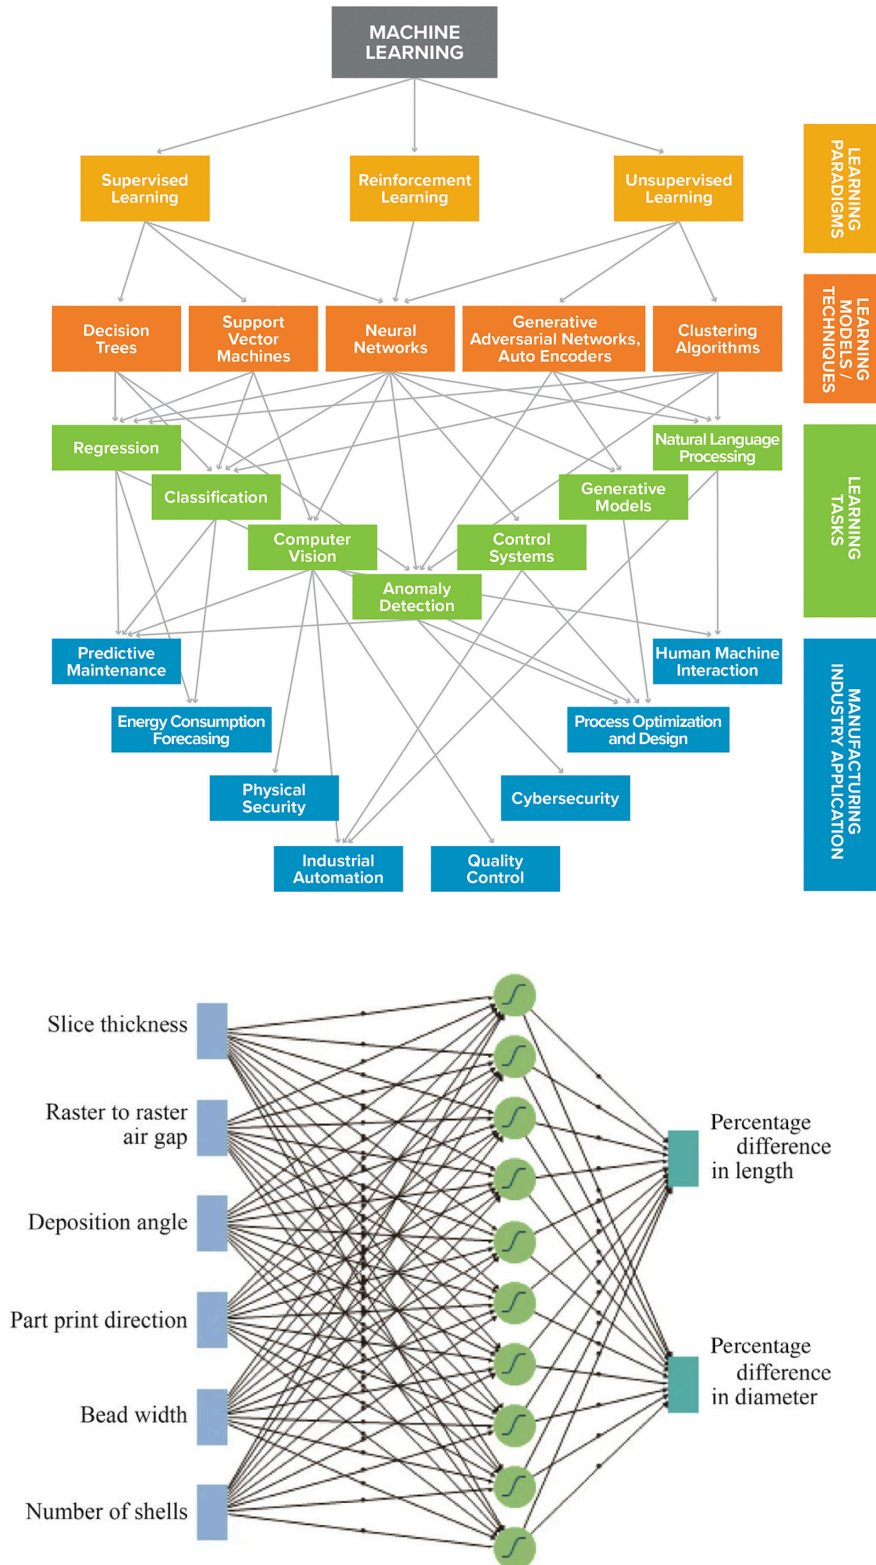 MACHINE
LEARNING
Supervised
Learning
Reinforcement
Learning
Unsupervised
Learning
LEARNING
PARADIGMS
Decision
Trees
Support
Vector
Machines
Neural
Networks
Generative
Adversarial Networks,
Auto Encoders
Clustering
Algorithms
LEARNING
MODELS /
TECHNIQUES
Regression
Natural Language
Processing
Classification
Generative
Models
Computer
Vision
Control
Systems
Anomaly
Detection
LEARNING
TASKS
Predictive
Maintenance
Human Machine
Interaction
Energy Consumption
Forecasing
Process Optimization
and Design
Physical
Security
Cybersecurity
Industrial
Automation
Quality
Control
MANUFACTURING
INDUSTRY APPLICATION
Slice thickness
Raster to raster
air gap
Deposition angle
Part print direction
Bead width
Number of shells
Percentage
difference
in length
Percentage
difference
in diameter